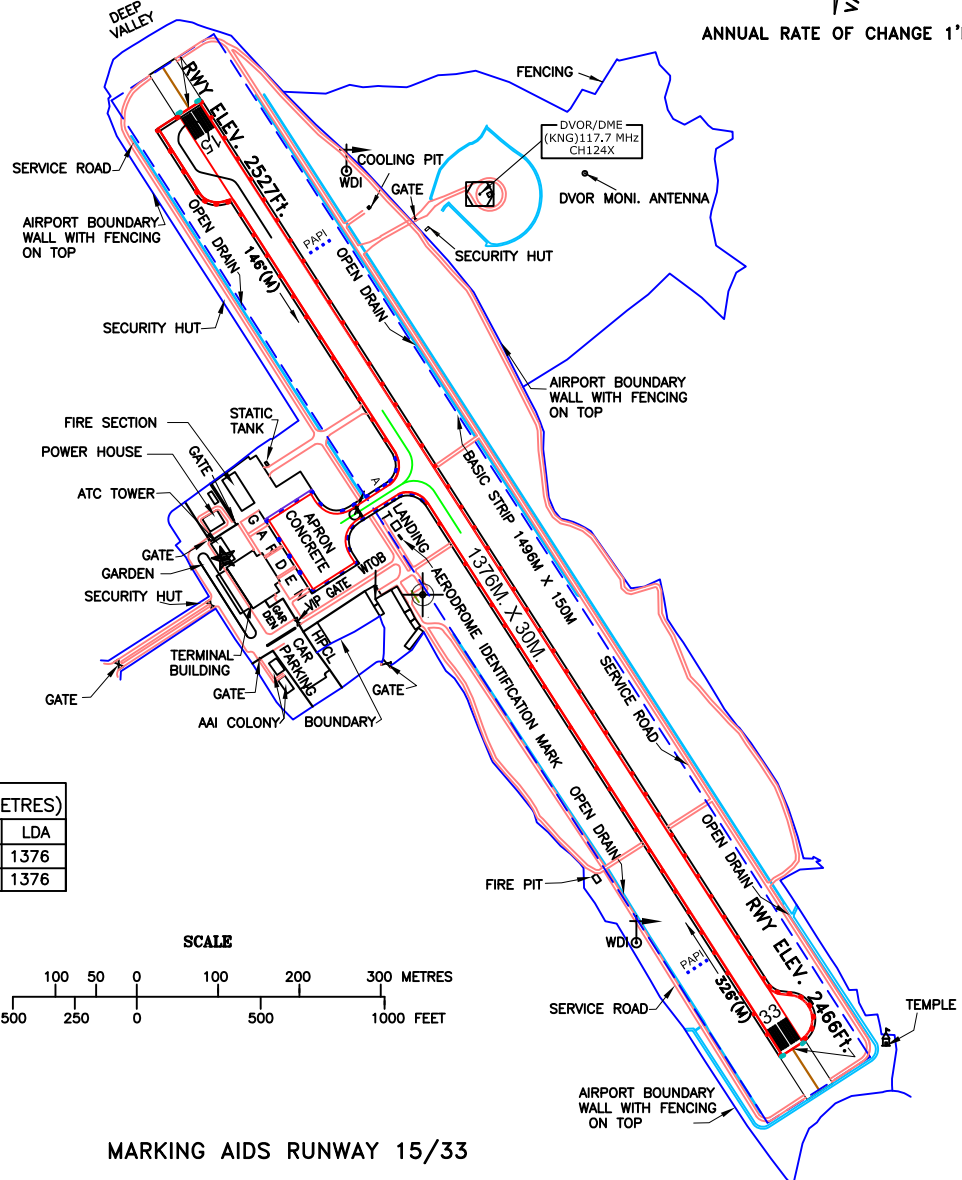 DEEP
VALLEY
ANNUAL RATE OF CHANGE 1'
FENCING
RWY ELEV. 2527Ft.
15
DVOR/DME
(KNG)117.7 MHz
CH124X
SERVICE ROAD
COOLING PIT
WDI
GATE
DVOR MONI. ANTENNA
AIRPORT BOUNDARY
WALL WITH FENCING
ON TOP
OPEN DRAIN
146°(M)
PAPI
OPEN DRAIN
SECURITY HUT
SECURITY HUT
AIRPORT BOUNDARY
WALL WITH FENCING
ON TOP
FIRE SECTION
STATIC
TANK
POWER HOUSE
GATE
ATC TOWER
BASIC STRIP 1496M X 150M
A
GARDEN
APRON
CONCRETE
LANDING
T
GATE
GARDEN
SECURITY HUT
GAR
DEN
VIP GATE
WTOB
AERODROME IDENTIFICATION MARK
1376M. X 30M.
TERMINAL
BUILDING
CAR
PARKING
HPCL
GATE
GATE
GATE
AAI COLONY
BOUNDARY
SERVICE ROAD
ETRES)
LDA
1376
1376
OPEN DRAIN
OPEN DRAIN
FIRE PIT
RWY ELEV. 2466Ft.
SCALE
100 50 0 100 200 300 METRES
500 250 0 500 1000 FEET
WDI
PAPI
326°(M)
33
SERVICE ROAD
TEMPLE
AIRPORT BOUNDARY
WALL WITH FENCING
ON TOP
MARKING AIDS RUNWAY 15/33